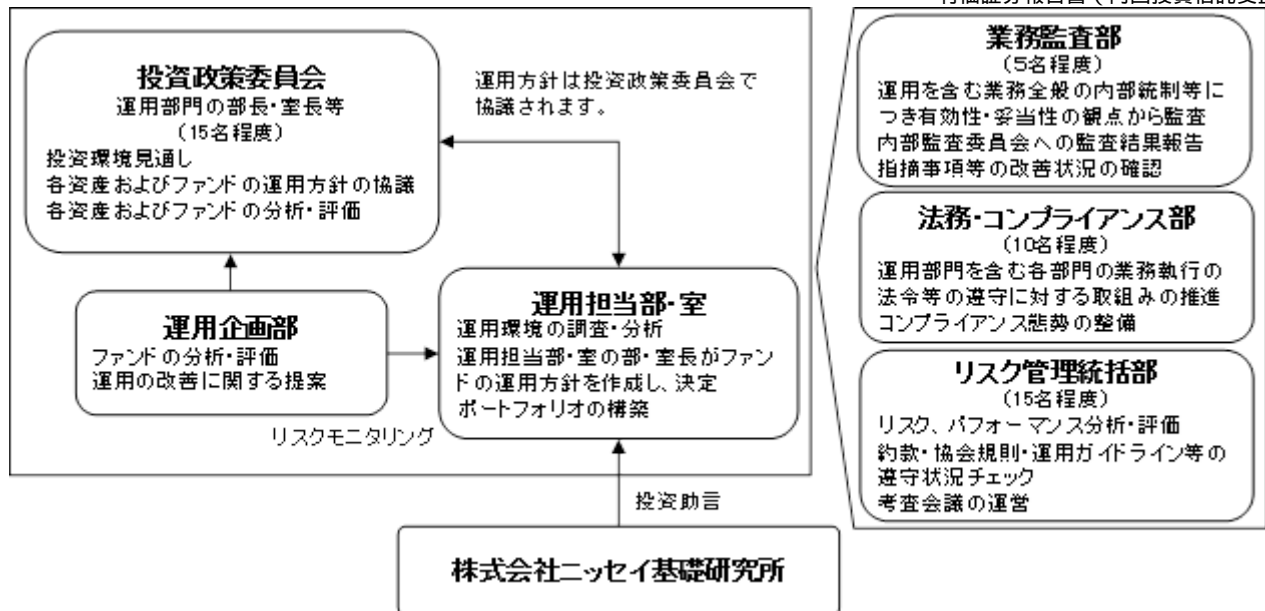 投資政策委員会
運用部門の部長・室長等
(15名程度)
投資環境見通し
各資産およびファンドの運用方針の協議
各資産およびファンドの分析・評価
運用方針は投資政策委員会で
協議されます。
運用企画部
ファンドの分析・評価
運用の改善に関する提案
リスクモニタリング
運用担当部・室
運用環境の調査・分析
運用担当部・室の部・室長がファン
ドの運用方針を作成し、決定
ポートフォリオの構築
投資助言
株式会社ニッセイ基礎研究所
業務監査部
(5名程度)
運用を含む業務全般の内部統制等に
つき有効性・妥当性の観点から監査
内部監査委員会への監査結果報告
指摘事項等の改善状況の確認
法務・コンプライアンス部
(10名程度)
運用部門を含む各部門の業務執行の
法令等の遵守に対する取組みの推進
コンプライアンス態勢の整備
リスク管理統括部
(15名程度)
リスク、パフォーマンス分析・評価
約款・協会規則・運用ガイドライン等の
遵守状況チェック
考査会議の運営